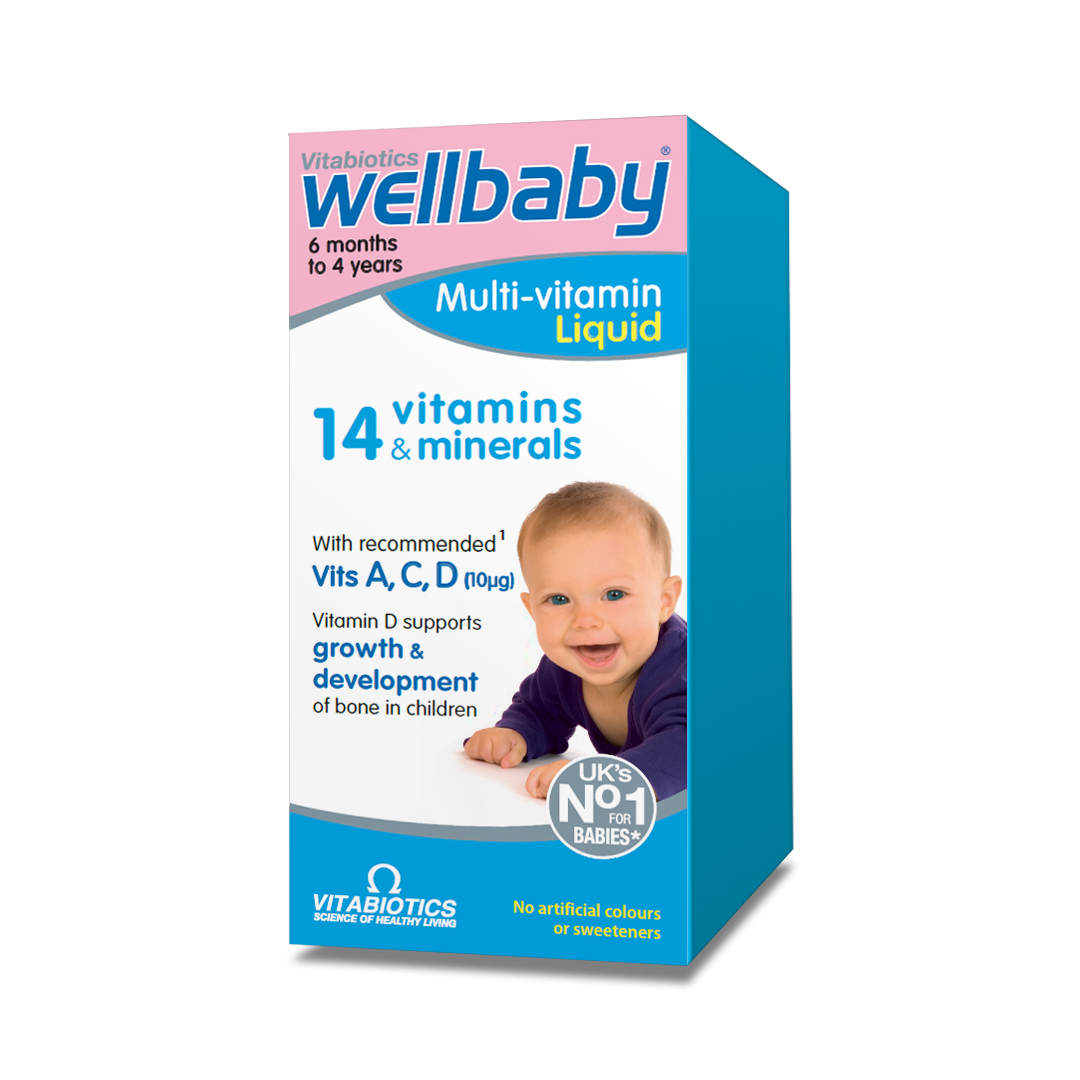 Vitabiotics
wellbaby®
6 months
to 4 years
Multi-vitamin
Liquid
14 vitamins
& minerals
With recommended¹
Vits A, C, D (10µg)
Vitamin D supports
growth &
development
of bone in children
UK's
No1
FOR
BABIES*
VITABIOTICS
SCIENCE OF HEALTHY LIVING
No artificial colours
or sweeteners